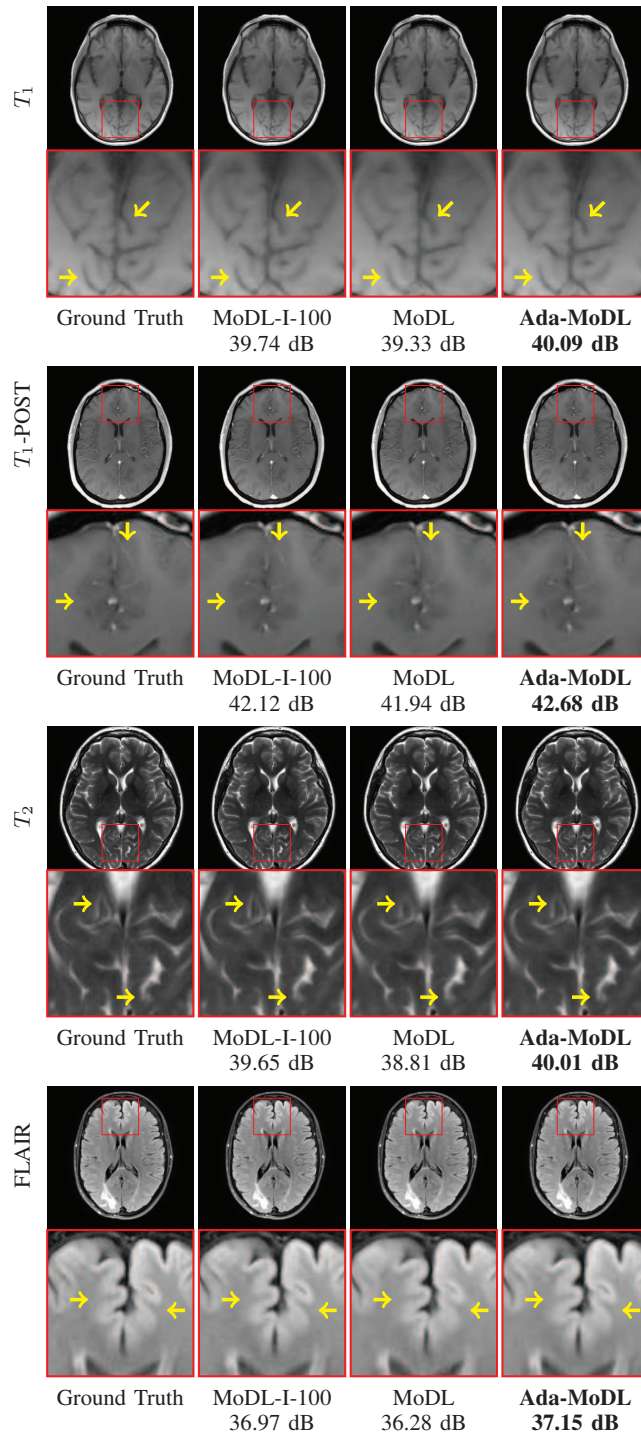 T₁
Ground Truth MoDL-I-100 MoDL Ada-MoDL
39.74 dB 39.33 dB 40.09 dB
T₁-POST
Ground Truth MoDL-I-100 MoDL Ada-MoDL
42.12 dB 41.94 dB 42.68 dB
T₂
Ground Truth MoDL-I-100 MoDL Ada-MoDL
39.65 dB 38.81 dB 40.01 dB
FLAIR
Ground Truth MoDL-I-100 MoDL Ada-MoDL
36.97 dB 36.28 dB 37.15 dB